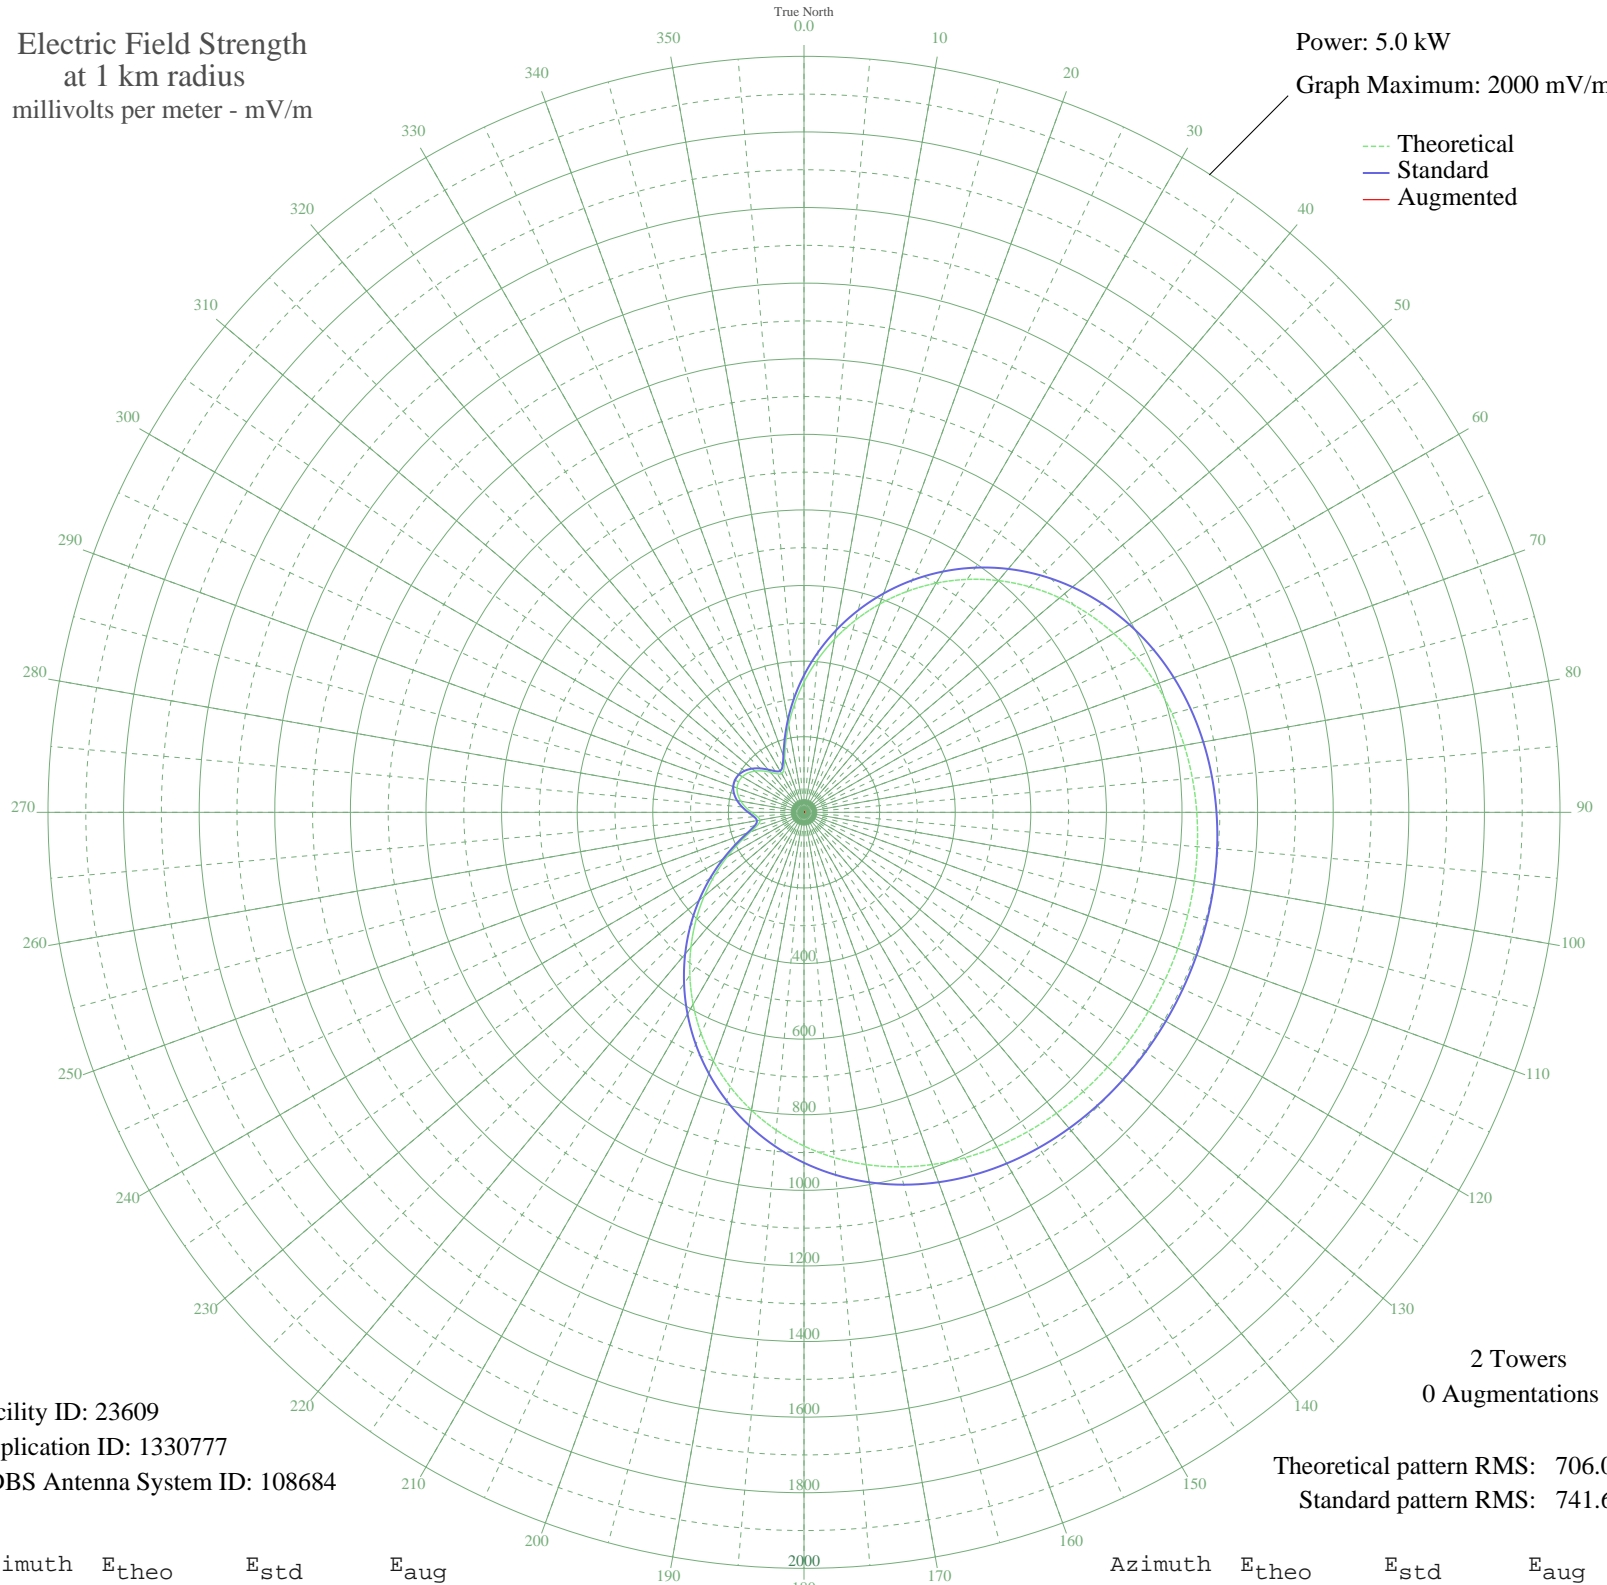 Electric Field Strength
at 1 km radius
millivolts per meter - mV/m
True North
0.0
10
20
30
40
50
60
70
80
90
100
110
120
130
140
150
160
170
190
200
210
220
230
240
250
260
270
280
290
300
310
320
330
340
350
Power: 5.0 kW
Graph Maximum: 2000 mV/m
Theoretical
Standard
Augmented
400
600
800
1000
1200
1400
1600
1800
2000
2 Towers
0 Augmentations
cility ID: 23609
plication ID: 1330777
DBS Antenna System ID: 108684
Theoretical pattern RMS: 706.0
Standard pattern RMS: 741.6
imuth Etheo Estd Eaug
Azimuth Etheo Estd Eaug